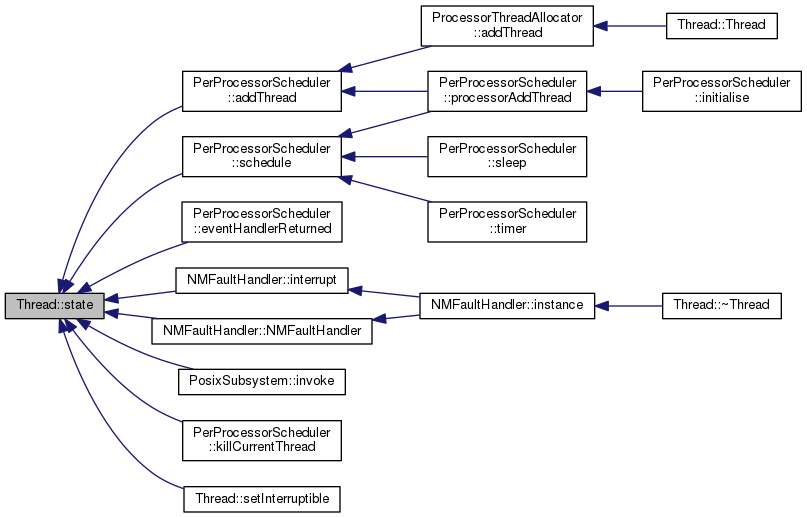 ProcessorThreadAllocator
::addThread
Thread::Thread
PerProcessorScheduler
::addThread
PerProcessorScheduler
::processorAddThread
PerProcessorScheduler
::initialise
PerProcessorScheduler
::schedule
PerProcessorScheduler
::sleep
PerProcessorScheduler
::timer
PerProcessorScheduler
::eventHandlerReturned
NMFaultHandler::interrupt
Thread::state
NMFaultHandler::instance
Thread::~Thread
NMFaultHandler::NMFaultHandler
PosixSubsystem::invoke
PerProcessorScheduler
::killCurrentThread
Thread::setInterruptible